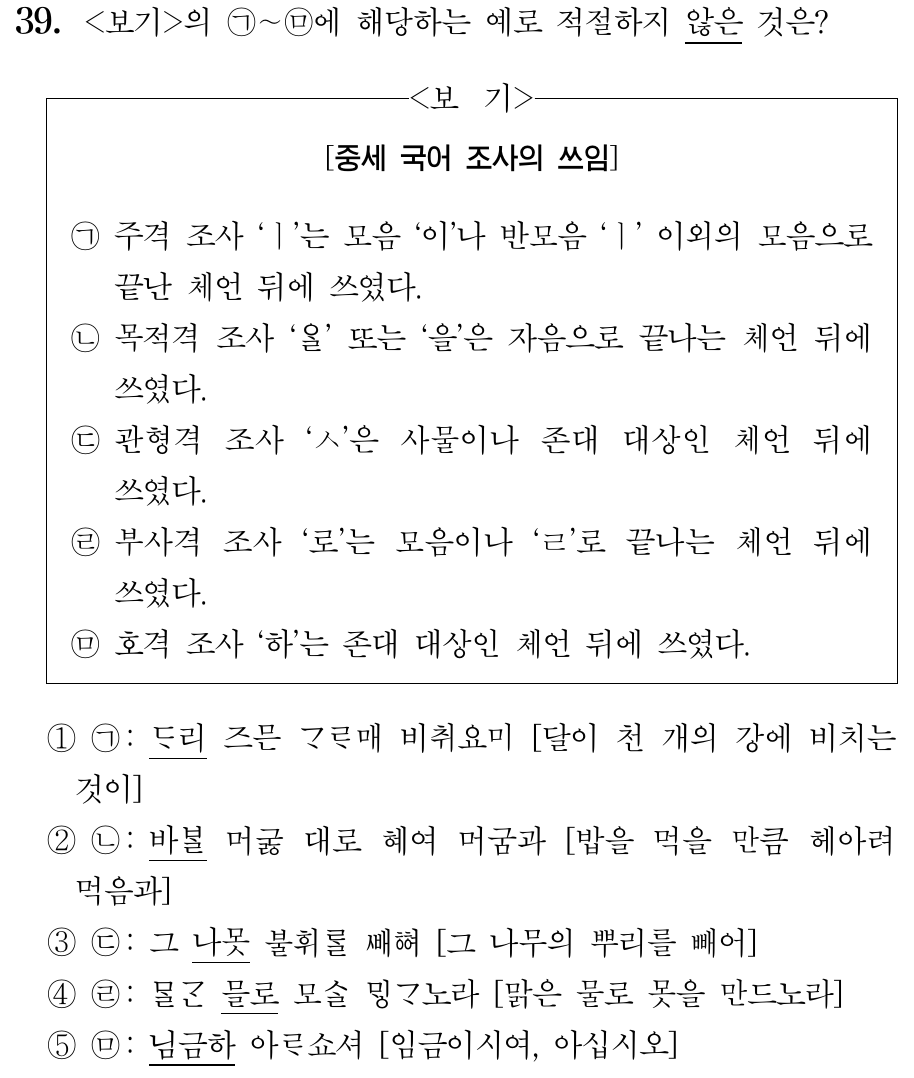 39. <보기>의 ㉠~㉤에 해당하는 예로 적절하지 않은 것은?
<보 기>
[중세 국어 조사의 쓰임]
㉠ 주격 조사 ‘ㅣ’는 모음 ‘이’나 반모음 ‘ㅣ’ 이외의 모음으로
끝난 체언 뒤에 쓰였다.
㉡ 목적격 조사 ‘ᄋᆞᆯ’ 또는 ‘을’은 자음으로 끝나는 체언 뒤에
쓰였다.
㉢ 관형격 조사 ‘ㅅ’은 사물이나 존대 대상인 체언 뒤에
쓰였다.
㉣ 부사격 조사 ‘로’는 모음이나 ‘ㄹ’로 끝나는 체언 뒤에
쓰였다.
㉤ 호격 조사 ‘하’는 존대 대상인 체언 뒤에 쓰였다.
① ㉠: ᄃᆞ리 즈믄 ᄀᆞᄅᆞ매 비취요미 [달이 천 개의 강에 비치는
것이]
② ㉡: 바ᄇᆞᆯ 머굻 대로 혜여 머굼과 [밥을 먹을 만큼 헤아려
먹음과]
③ ㉢: 그 나못 불휘ᄅᆞᆯ ᄲᅢᅘᅧ [그 나무의 뿌리를 빼어]
④ ㉣: ᄆᆞᆯᄀᆞᆫ 믈로 모ᄉᆞᆯ ᄆᆡᇰᄀᆞ노라 [맑은 물로 못을 만드노라]
⑤ ㉤: 님금하 아ᄅᆞ쇼셔 [임금이시여, 아십시오]